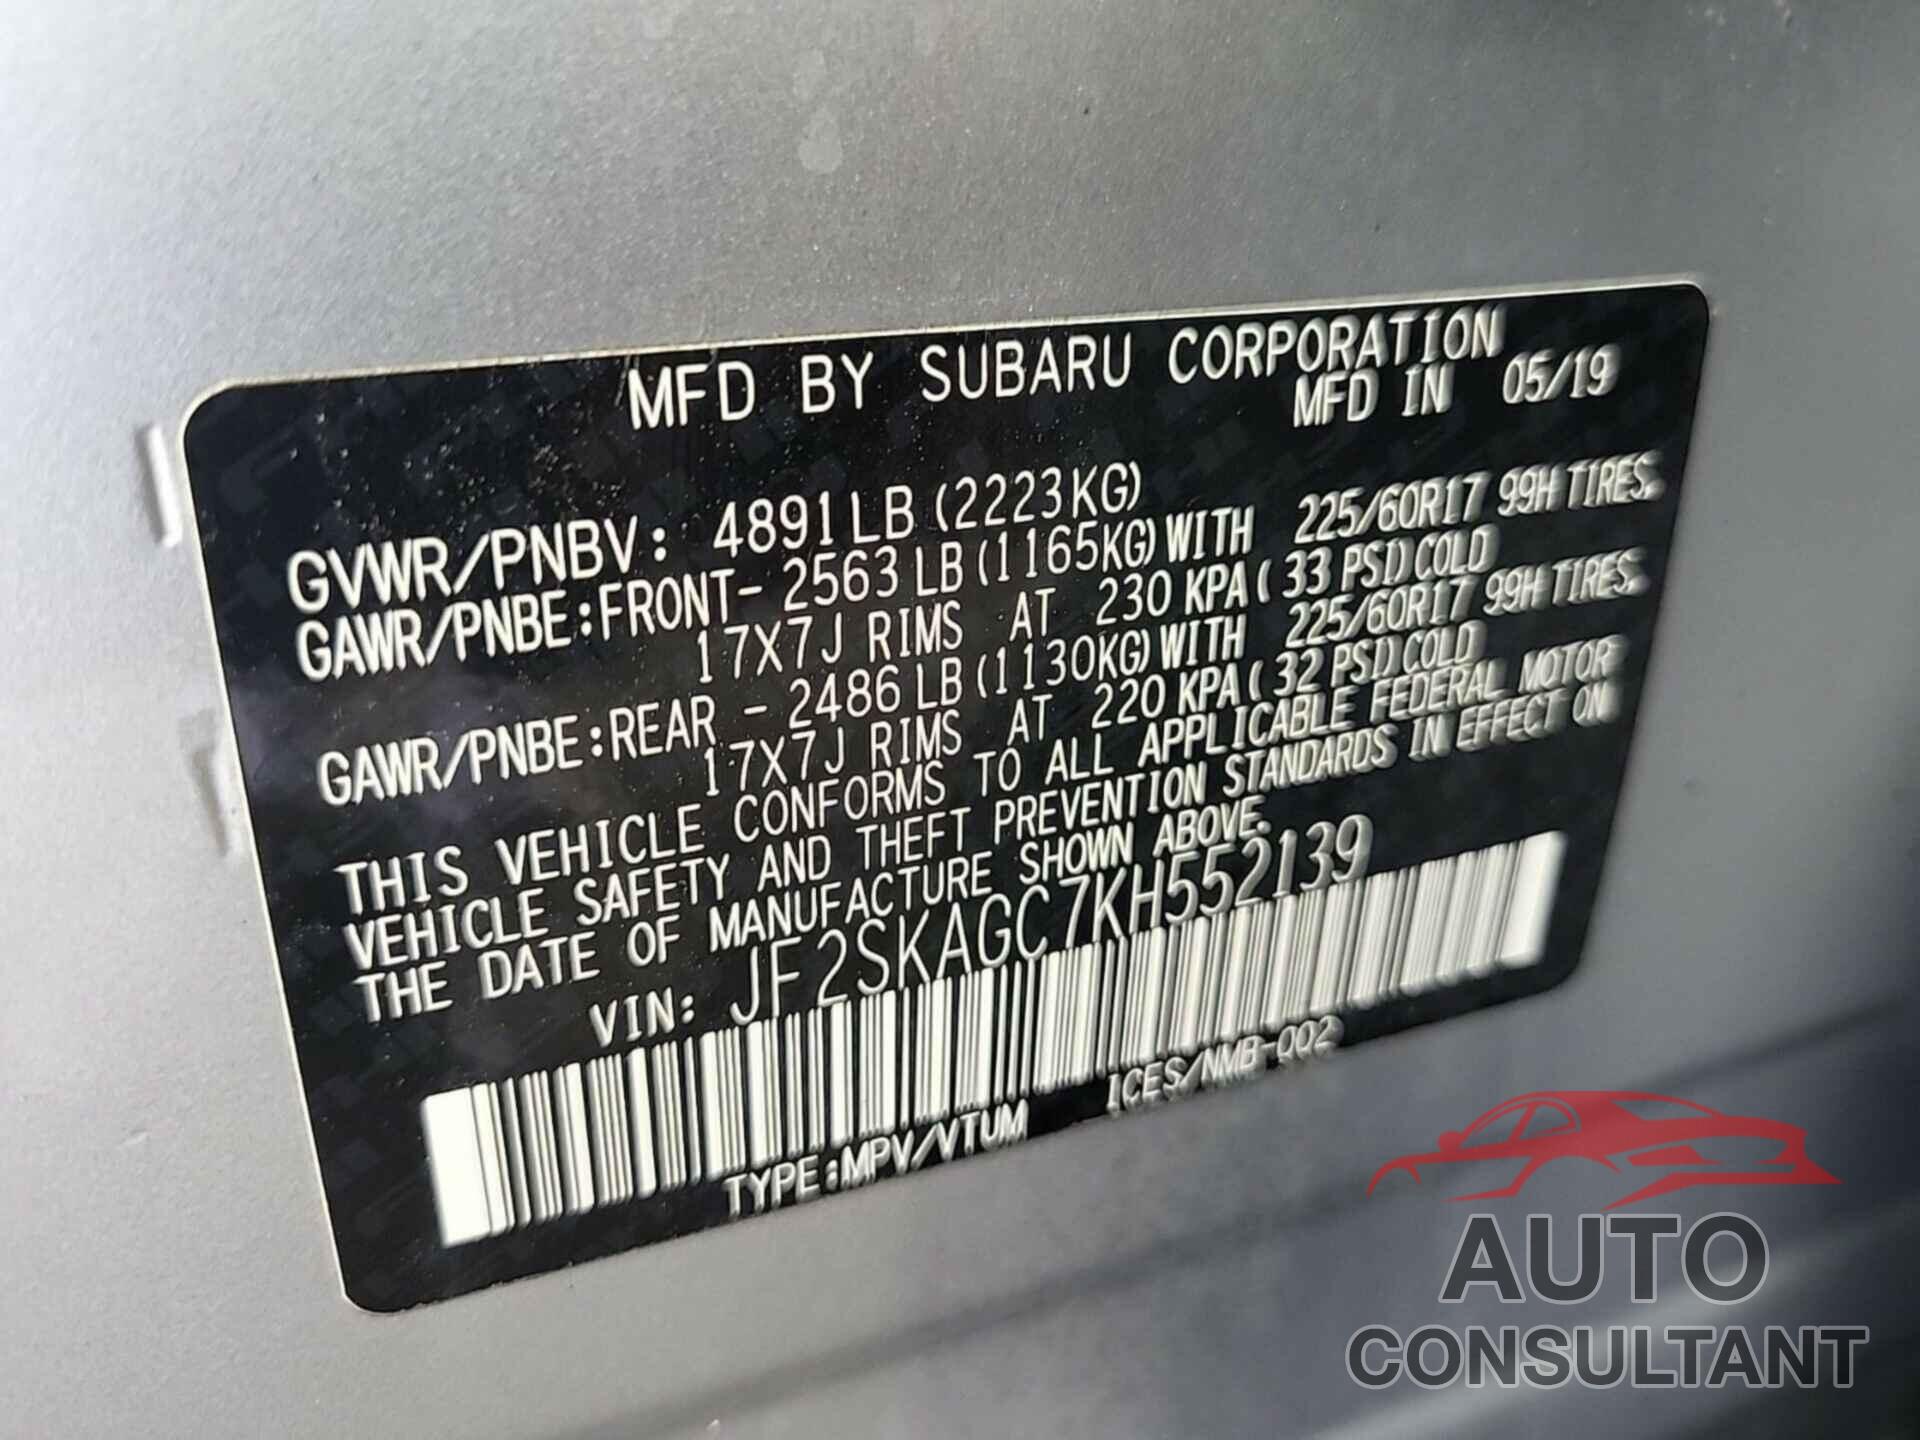 MFD BY SUBARU CORPORATION
MFD IN 05/19
GVWR/PNBV: 4891LB (2223KG)
GAWR/PNBE:FRONT- 2563 LB (1165KG) WITH 225/60R17 99H TIRES.
17X7J RIMS AT 230 KPA ( 33 PSI) COLD
GAWR/PNBE:REAR - 2486 LB (1130KG) WITH 225/60R17 99H TIRES.
17X7J RIMS AT 220 KPA ( 32 PSI) COLD
THIS VEHICLE CONFORMS TO ALL APPLICABLE FEDERAL MOTOR
VEHICLE SAFETY AND THEFT PREVENTION STANDARDS IN EFFECT ON
THE DATE OF MANUFACTURE SHOWN ABOVE.
VIN: JF2SKAGC7KH552139
TYPE:MPV/VTUM ICES/NMB-002
AUTO
CONSULTANT